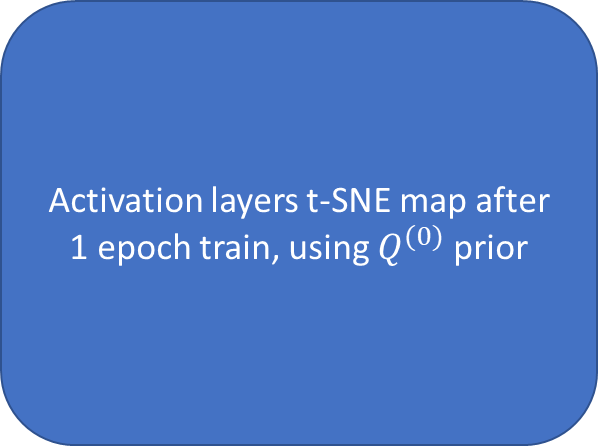 Activation layers t-SNE map after
1 epoch train, using Q⁽⁰⁾ prior